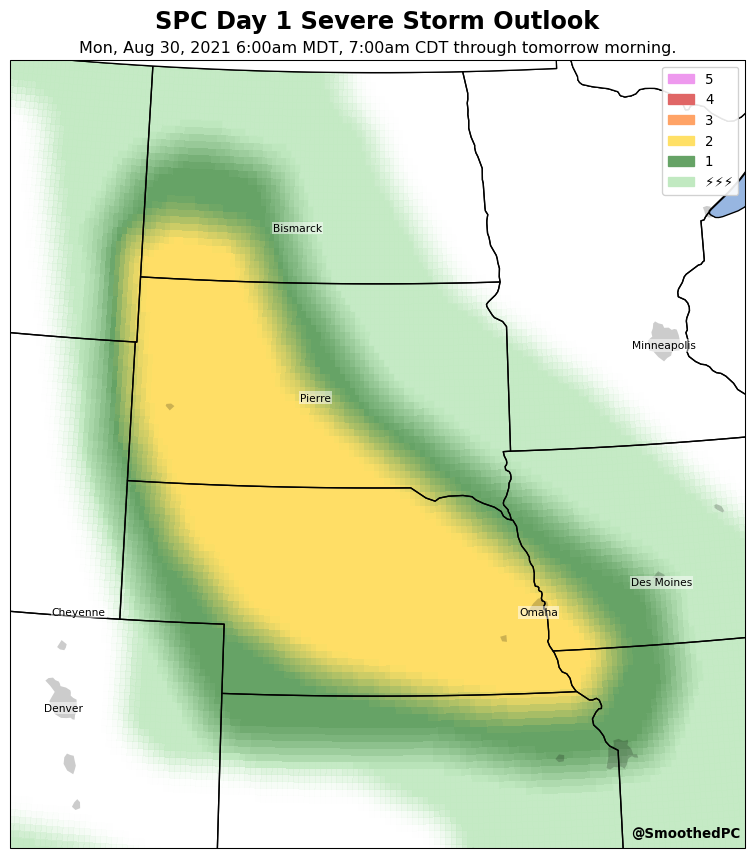 SPC Day 1 Severe Storm Outlook
Mon, Aug 30, 2021 6:00am MDT, 7:00am CDT through tomorrow morning.
5
4
3
2
1
⚡⚡⚡
Bismarck
Minneapolis
Pierre
Des Moines
Omaha
Cheyenne
Denver
@SmoothedPC